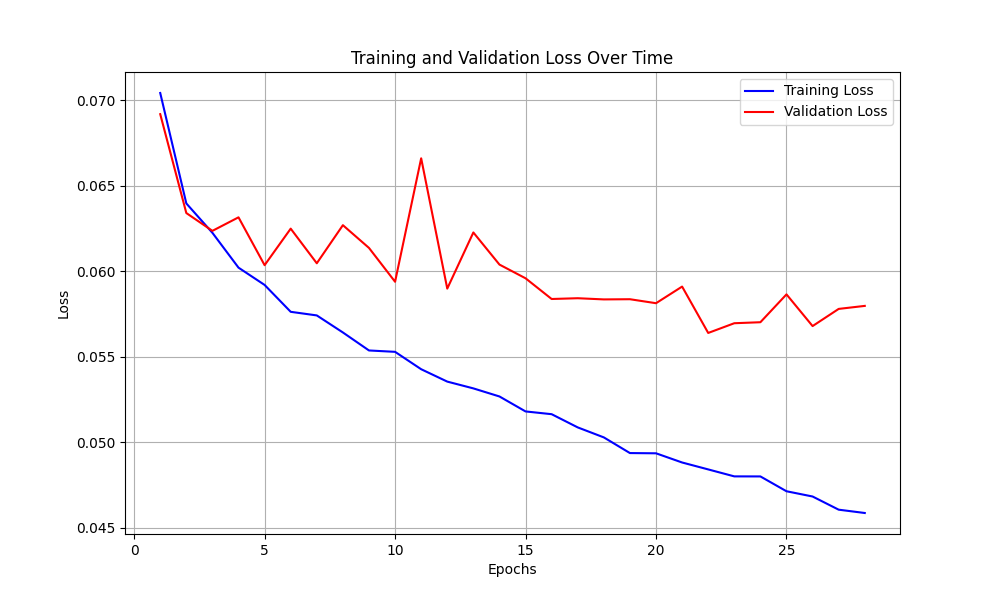 Training and Validation Loss Over Time
Training Loss
Validation Loss
0.070
0.065
0.060
0.055
0.050
0.045
Loss
0
5
10
15
20
25
Epochs